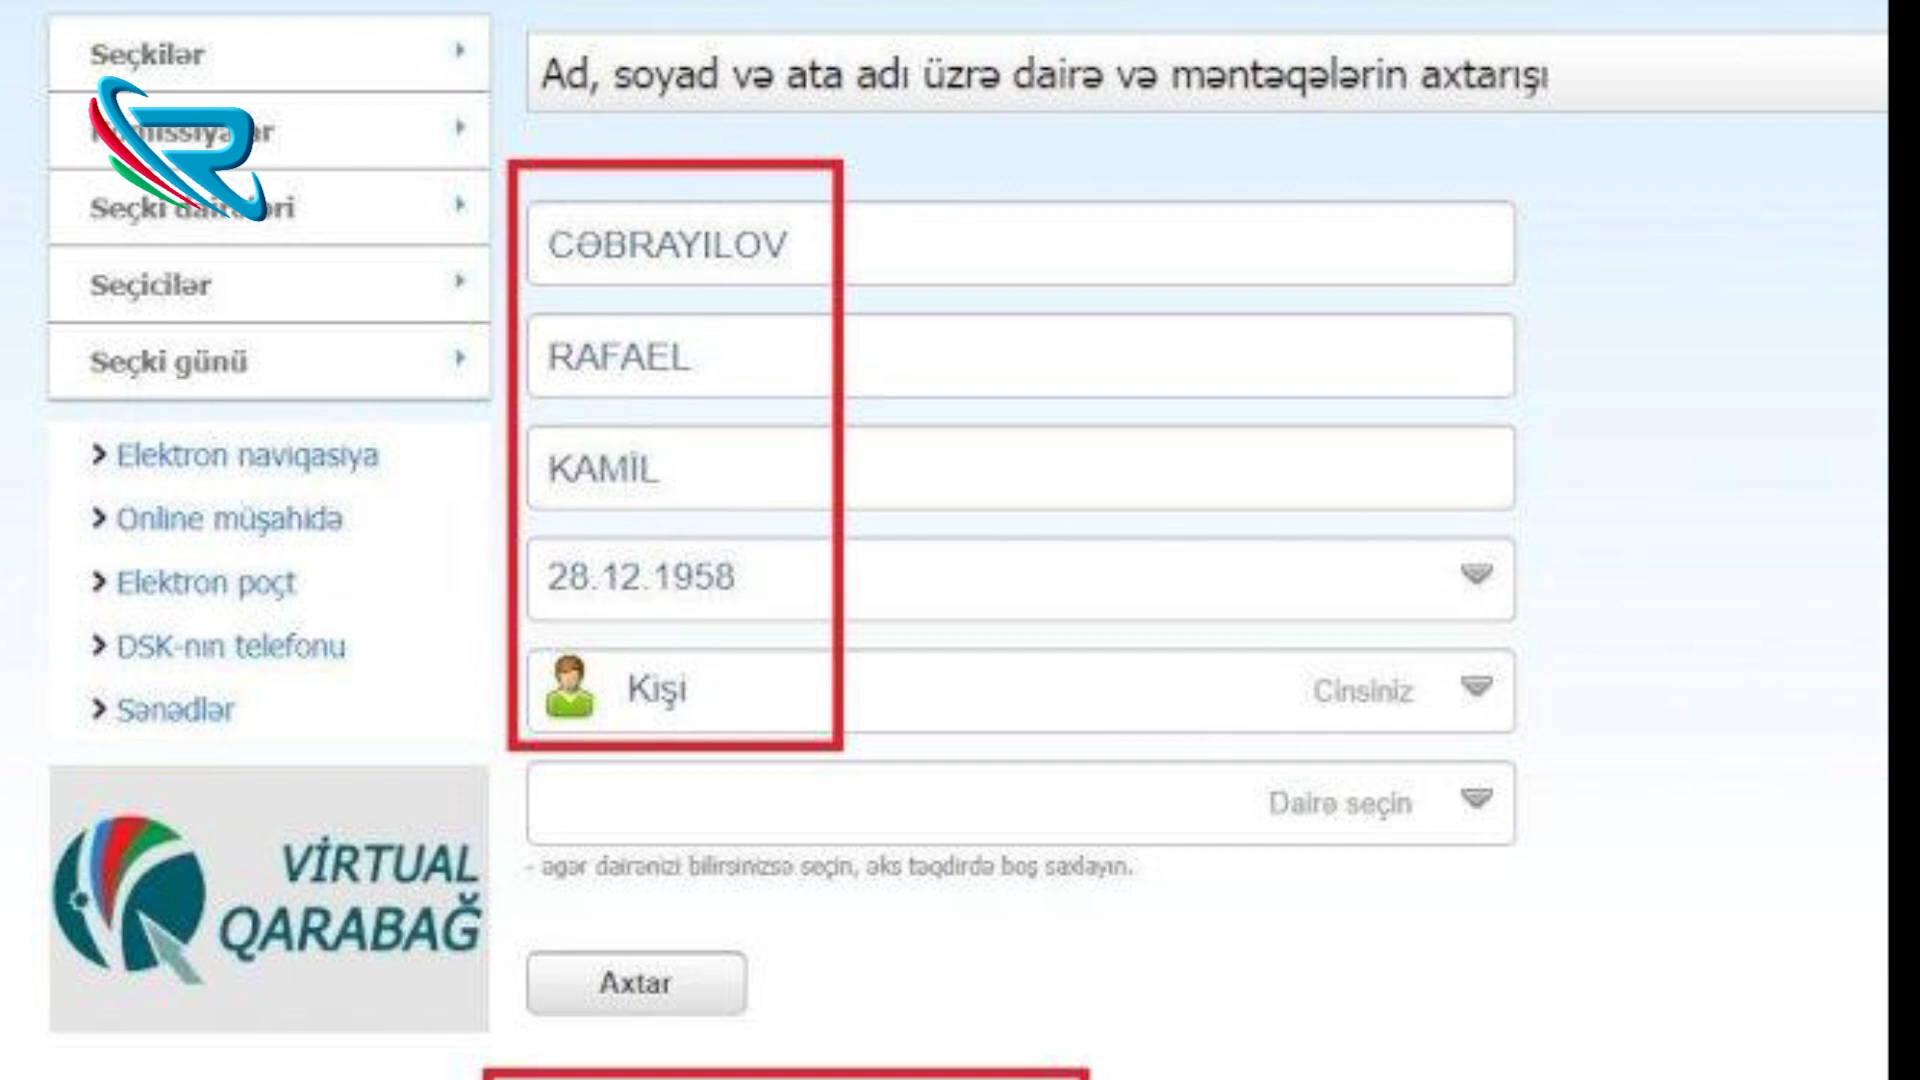 Seçkilər
Seçki
Seçicilər
Seçki günü
Elektron naviqasiya
Online müşahidə
Elektron poçt
DSK-nın telefonu
Sənədlər
VİRTUAL
QARABAĞ
Ad, soyad və ata adı üzrə dairə və məntəqələrin axtarışı
CƏBRAYILOV
RAFAEL
KAMİL
28.12.1958
Kişi
Cinsiniz
Dairə seçin
- əgər dairənizi bilirsinizsə seçin, əks təqdirdə boş saxlayın.
Axtar